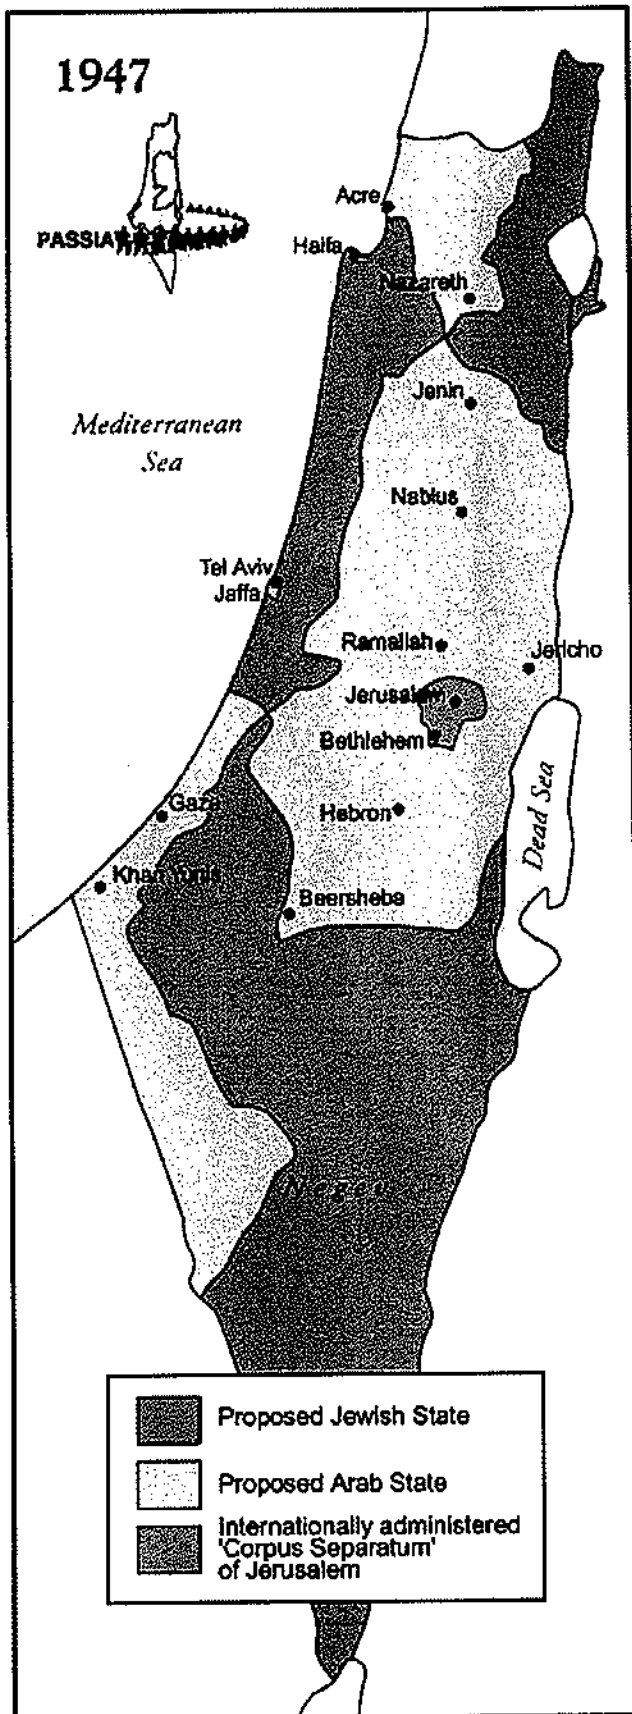 1947
PASSIA
Acre
Haifa
Nazareth
Jenin
Mediterranean
Sea
Nablus
Tel Aviv
Jaffa
Ramallah
Jericho
Jerusalem
Bethlehem
Dead Sea
Gaza
Hebron
Khan Yunis
Beersheba
Negev
Proposed Jewish State
Proposed Arab State
Internationally administered
'Corpus Separatum'
of Jerusalem